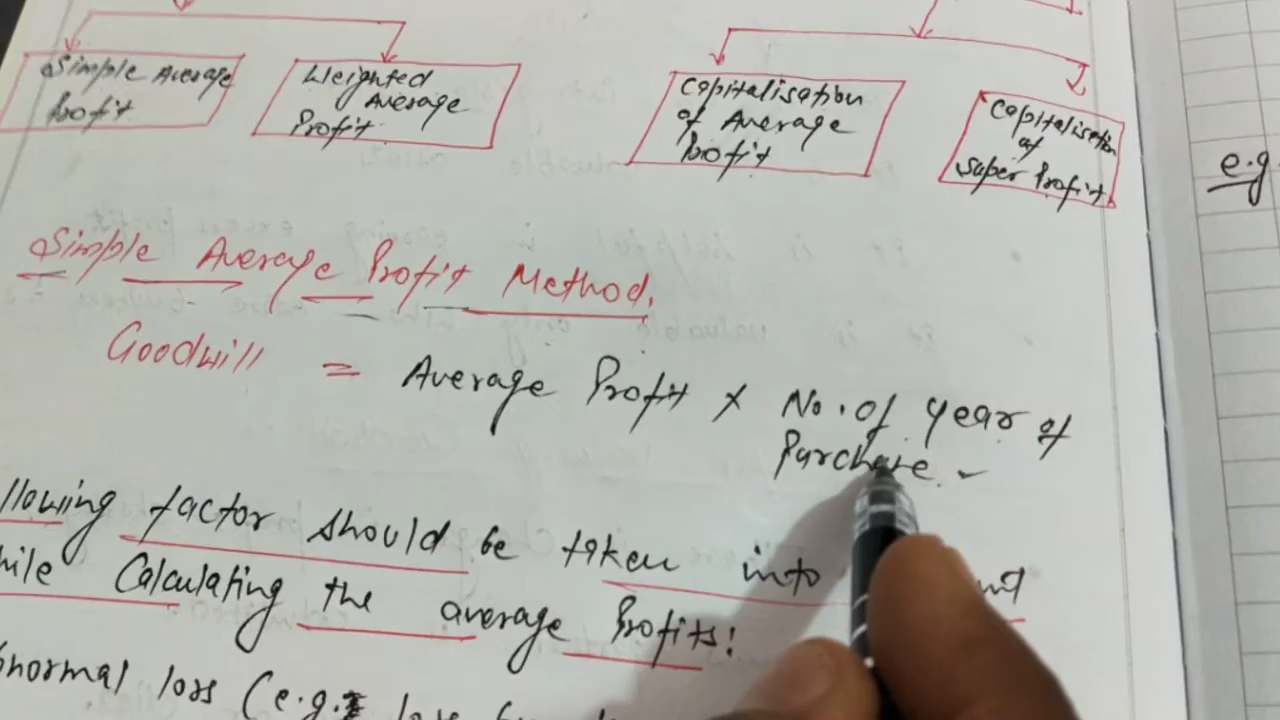 Simple Average
Profit
Weighted
Average
Profit
Capitalisation
of Average
Profit
Capitalisation
of
Super Profit
e.g
Simple Average Profit Method.
Goodwill = Average Profit × No. of year of
Purchase.
llowing factor should be taken into
hile Calculating the average Profits:
bnormal loss (e.g.